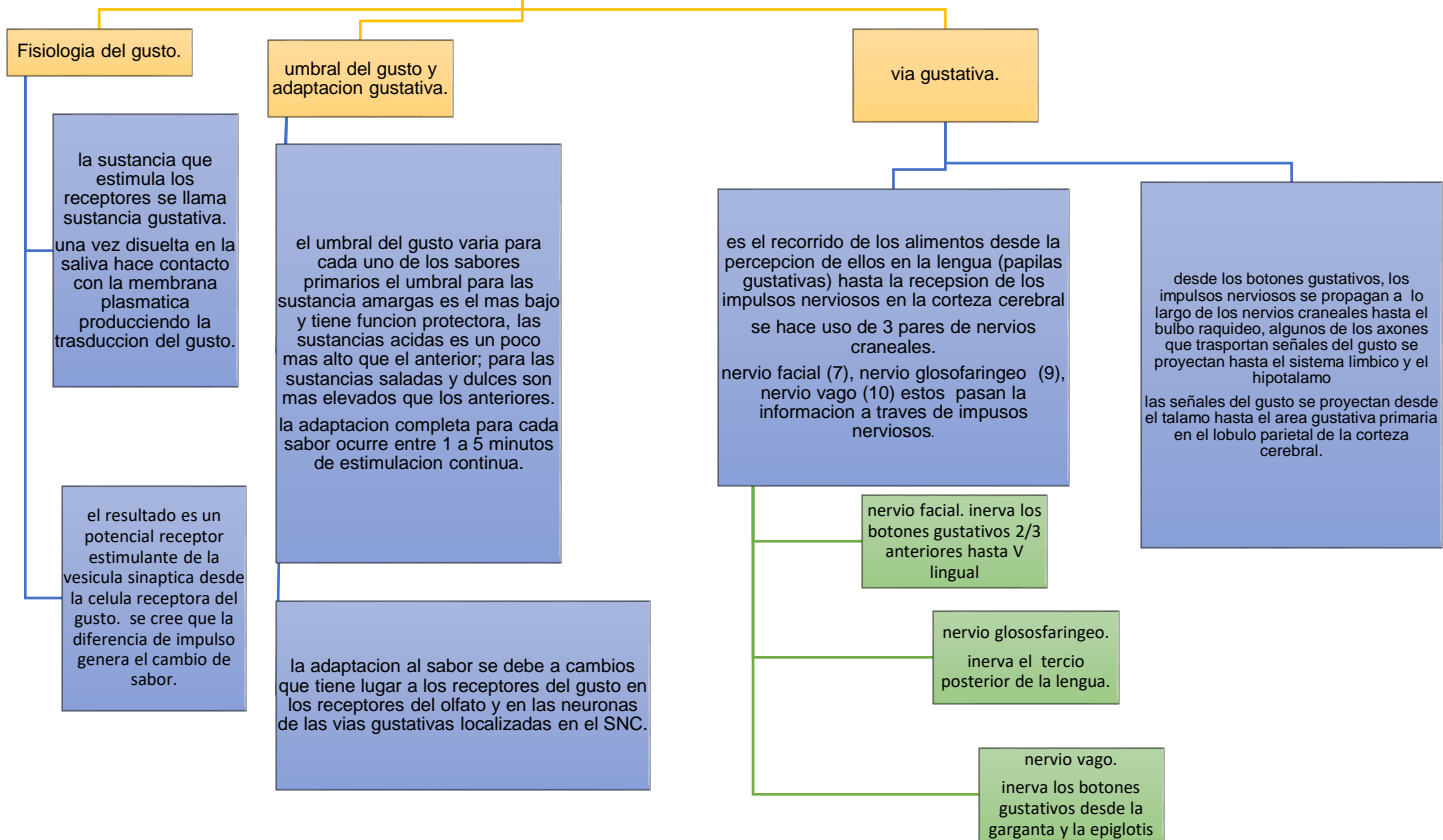 Fisiologia del gusto.
la sustancia que
estimula los
receptores se llama
sustancia gustativa.
una vez disuelta en la
saliva hace contacto
con la membrana
plasmatica
producciendo la
trasduccion del gusto.
el resultado es un
potencial receptor
estimulante de la
vesicula sinaptica desde
la celula receptora del
gusto. se cree que la
diferencia de impulso
genera el cambio de
sabor.
umbral del gusto y
adaptacion gustativa.
el umbral del gusto varia para
cada uno de los sabores
primarios el umbral para las
sustancia amargas es el mas bajo
y tiene funcion protectora, las
sustancias acidas es un poco
mas alto que el anterior; para las
sustancias saladas y dulces son
mas elevados que los anteriores.
la adaptacion completa para cada
sabor ocurre entre 1 a 5 minutos
de estimulacion continua.
la adaptacion al sabor se debe a cambios
que tiene lugar a los receptores del gusto en
los receptores del olfato y en las neuronas
de las vias gustativas localizadas en el SNC.
via gustativa.
es el recorrido de los alimentos desde la
percepcion de ellos en la lengua (papilas
gustativas) hasta la recepsion de los
impulsos nerviosos en la corteza cerebral
se hace uso de 3 pares de nervios
craneales.
nervio facial (7), nervio glosofaringeo (9),
nervio vago (10) estos pasan la
informacion a traves de impusos
nerviosos.
nervio facial. inerva los
botones gustativos 2/3
anteriores hasta V
lingual
nervio glososfaringeo.
inerva el tercio
posterior de la lengua.
nervio vago.
inerva los botones
gustativos desde la
garganta y la epiglotis
desde los botones gustativos, los
impulsos nerviosos se propagan a lo
largo de los nervios craneales hasta el
bulbo raquideo, algunos de los axones
que trasportan señales del gusto se
proyectan hasta el sistema limbico y el
hipotalamo
las señales del gusto se proyectan desde
el talamo hasta el area gustativa primaria
en el lobulo parietal de la corteza
cerebral.